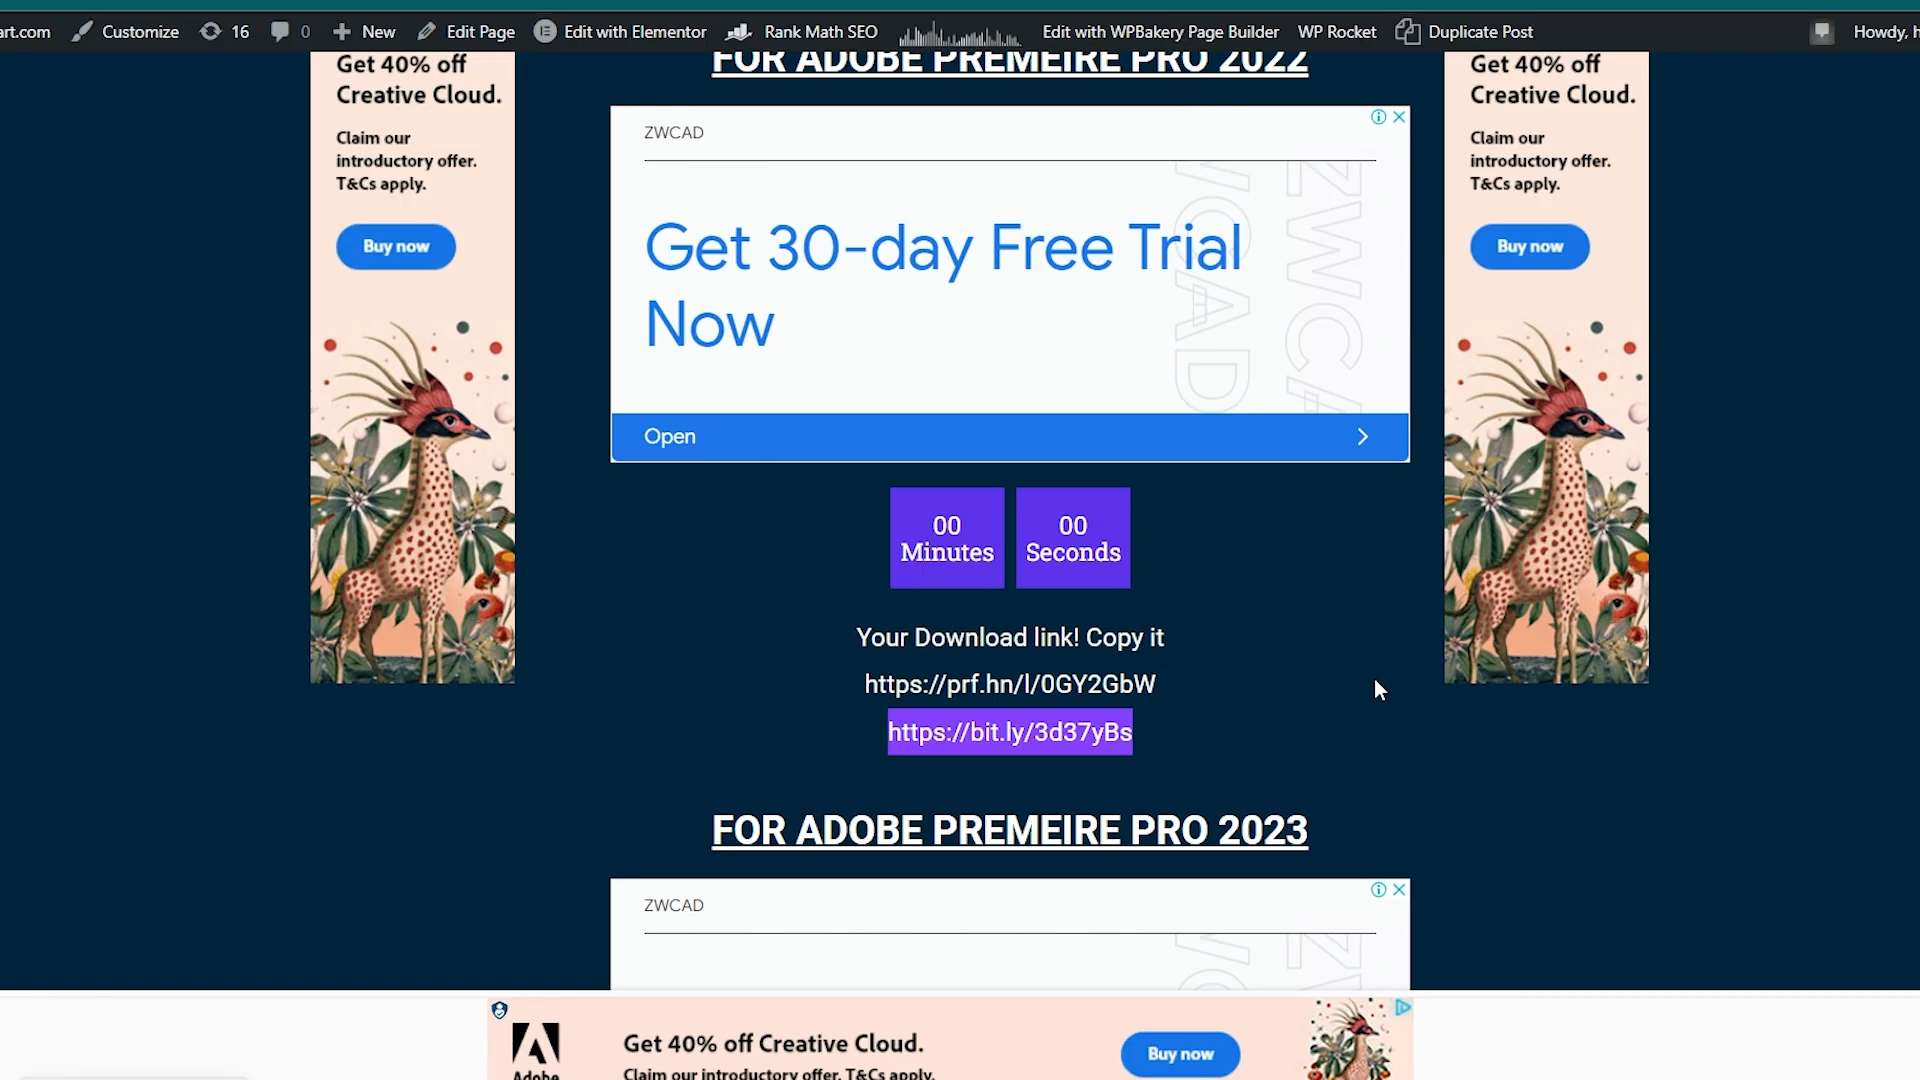 art.com Customize 16 0 New Edit Page Edit with Elementor Rank Math SEO Edit with WPBakery Page Builder WP Rocket Duplicate Post Howdy, h
FOR ADOBE PREMEIRE PRO 2022
Get 40% off
Creative Cloud.
Claim our
introductory offer.
T&Cs apply.
Buy now
ZWCAD
Get 30-day Free Trial
Now
ZWCA
WCAD
Open
Get 40% off
Creative Cloud.
Claim our
introductory offer.
T&Cs apply.
Buy now
00
Minutes
00
Seconds
Your Download link! Copy it
https://prf.hn/l/0GY2GbW
https://bit.ly/3d37yBs
FOR ADOBE PREMEIRE PRO 2023
ZWCAD
Adobe
Get 40% off Creative Cloud.
Claim our introductory offer. T&Cs apply.
Buy now